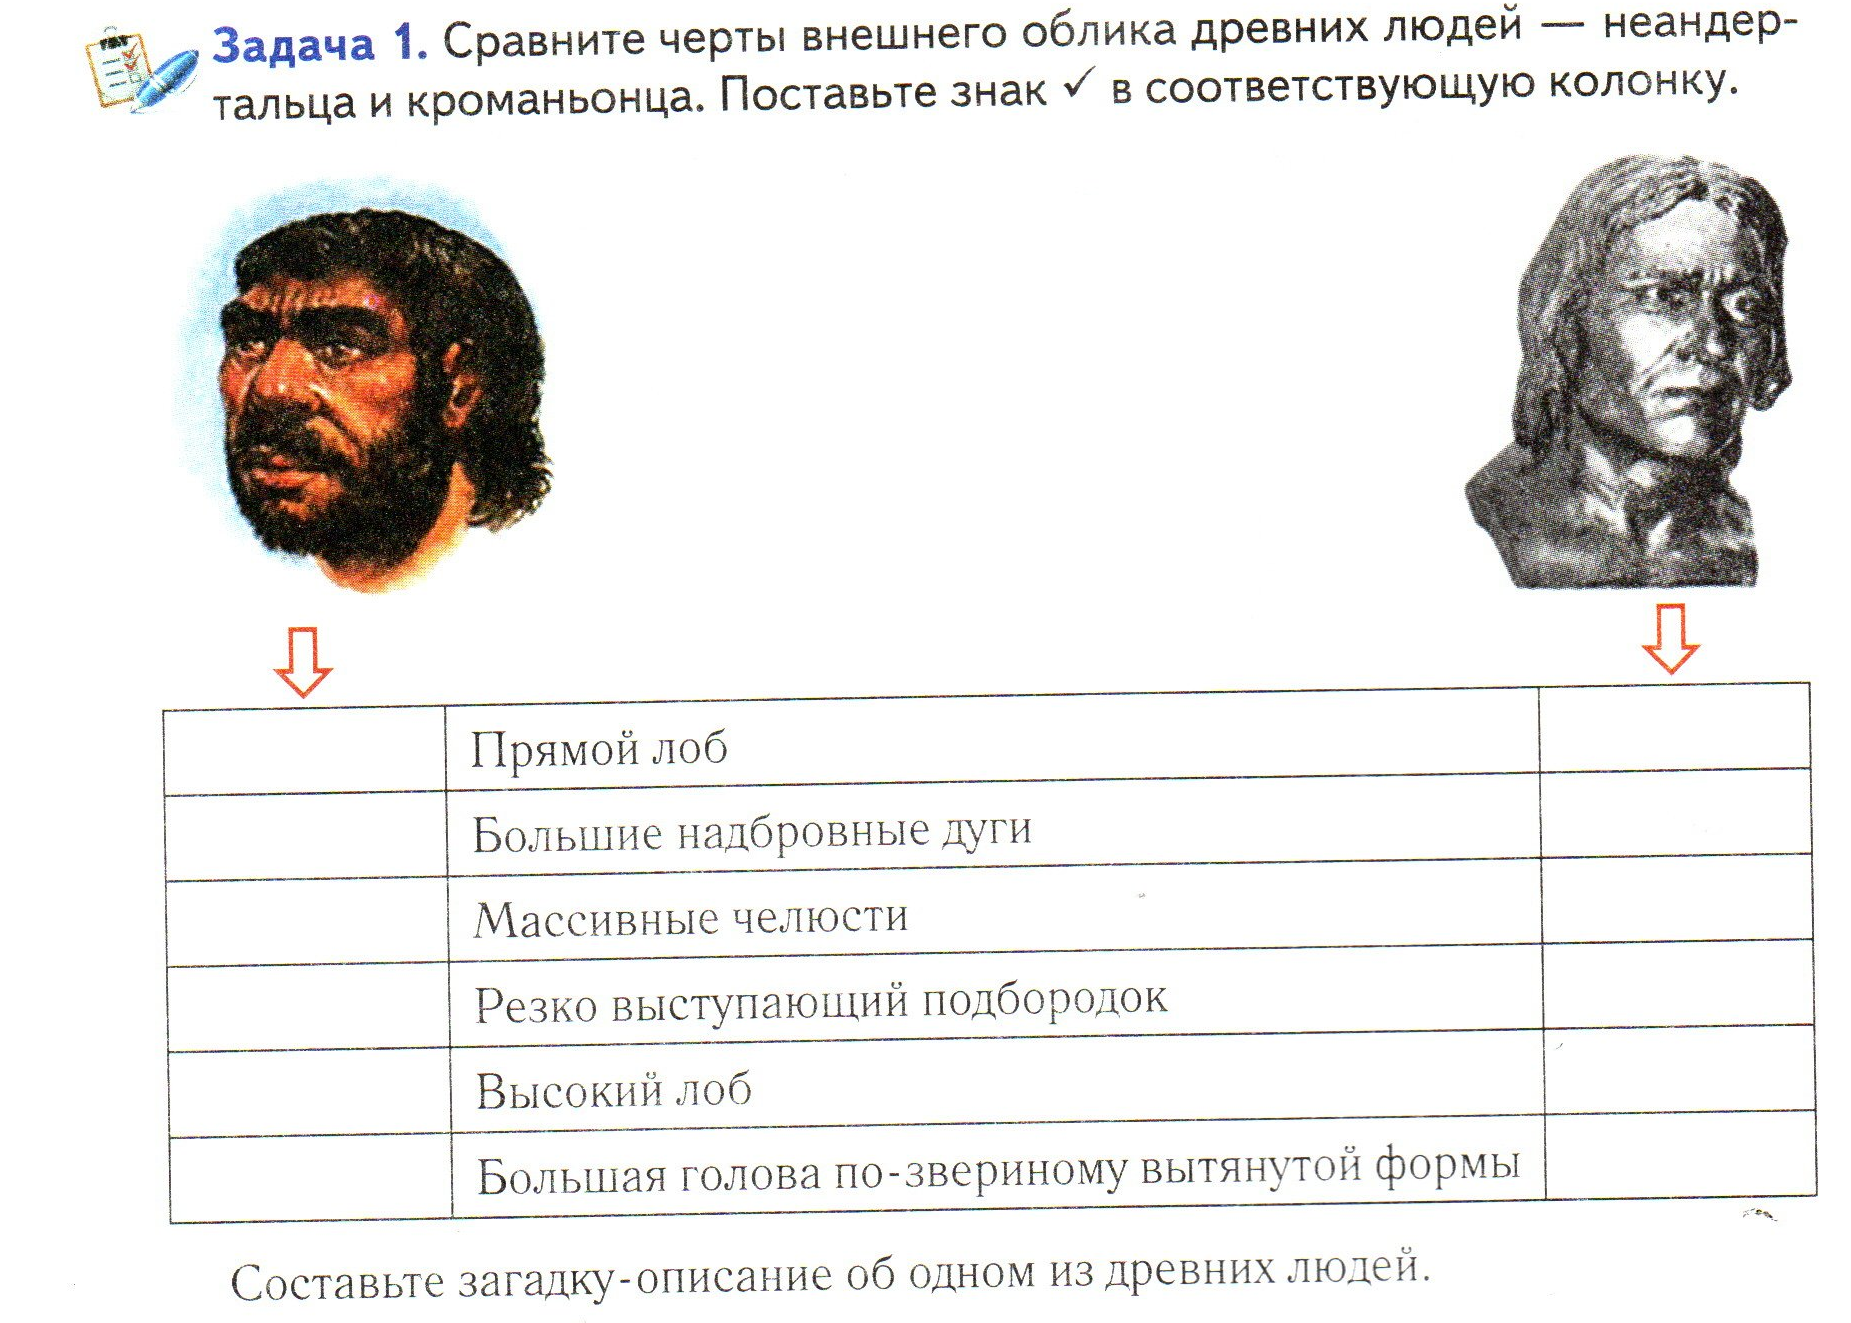 Задача 1. Сравните черты внешнего облика древних людей — неандер-
тальца и кроманьонца. Поставьте знак ✓ в соответствующую колонку.
Прямой лоб
Большие надбровные дуги
Массивные челюсти
Резко выступающий подбородок
Высокий лоб
Большая голова по-звериному вытянутой формы
Составьте загадку-описание об одном из древних людей.